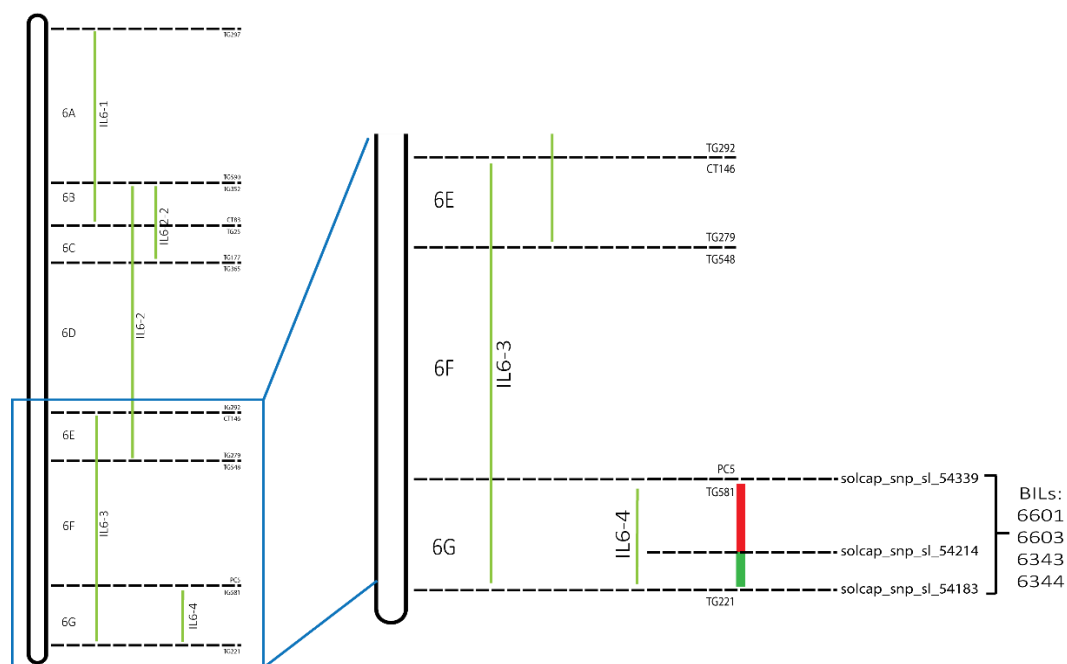 TG297
6A
IL6-1
TG590
TG352
6B
IL6-2_2
CT83
TG25
6C
TG177
TG365
6D
IL6-2
TG292
CT146
6E
TG279
TG548
6F
IL6-3
PC5
TG581
6G
IL6-4
TG221
TG292
CT146
6E
TG279
TG548
6F
IL6-3
PC5
TG581
6G
IL6-4
TG221
solcap_snp_sl_54339
solcap_snp_sl_54214
solcap_snp_sl_54183
BILs:
6601
6603
6343
6344